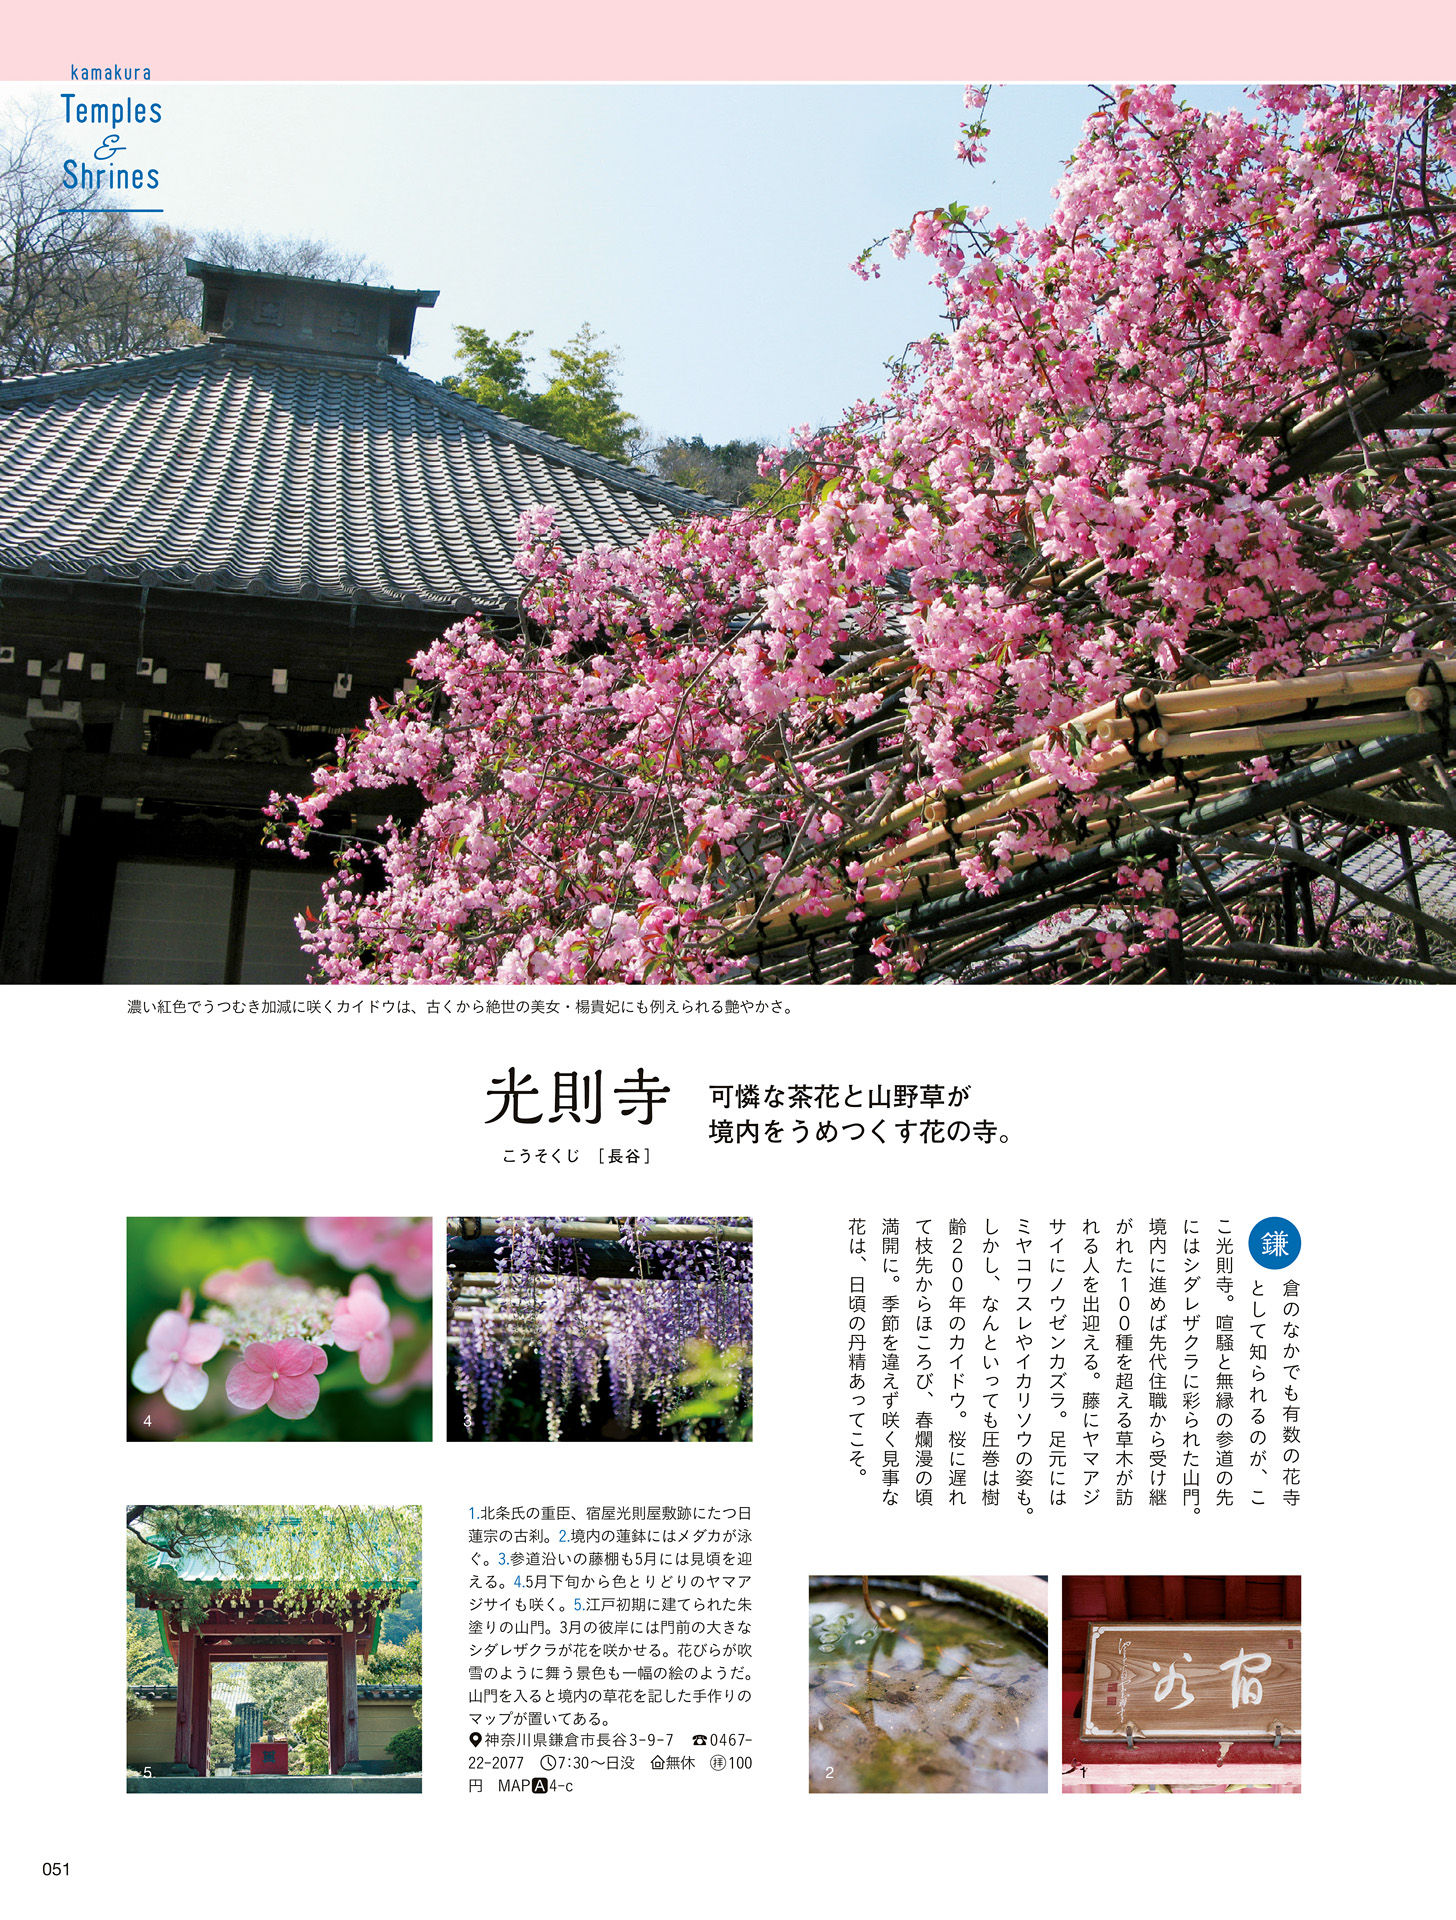 kamakura
Temples
&
Shrines
濃い紅色でうつむき加減に咲くカイドウは、古くから絶世の美女・楊貴妃にも例えられる艶やかさ。
光則寺
こうそくじ ［長谷］
可憐な茶花と山野草が
境内をうめつくす花の寺。
鎌倉のなかでも有数の花寺
として知られるのが、こ
こ光則寺。喧騒と無縁の参道の先
にはシダレザクラに彩られた山門。
境内に進めば先代住職から受け継
がれた100種を超える草木が訪
れる人を出迎える。藤にヤマアジ
サイにノウゼンカズラ。足元には
ミヤコワスレやイカリソウの姿も。
しかし、なんといっても圧巻は樹
齢200年のカイドウ。桜に遅れ
て枝先からほころび、春爛漫の頃
満開に。季節を違えず咲く見事な
花は、日頃の丹精あってこそ。
4
3
5
1.北条氏の重臣、宿屋光則屋敷跡にたつ日
蓮宗の古刹。2.境内の蓮鉢にはメダカが泳
ぐ。3.参道沿いの藤棚も5月には見頃を迎
える。4.5月下旬から色とりどりのヤマア
ジサイも咲く。5.江戸初期に建てられた朱
塗りの山門。3月の彼岸には門前の大きな
シダレザクラが花を咲かせる。花びらが吹
雪のように舞う景色も一幅の絵のようだ。
山門を入ると境内の草花を記した手作りの
マップが置いてある。
神奈川県鎌倉市長谷3-9-7 ☎0467-
22-2077 7:30〜日没 無休 拝100
円 MAP A 4-c
2
1
051